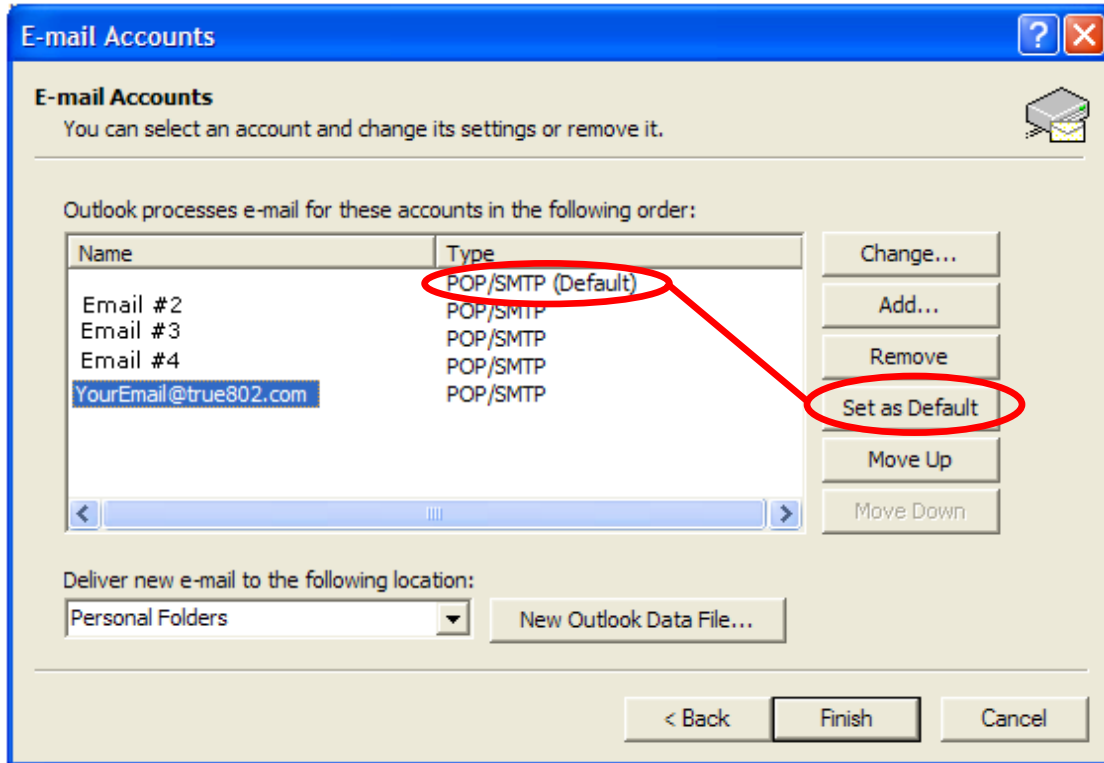 E-mail Accounts
?
E-mail Accounts
You can select an account and change its settings or remove it.
Outlook processes e-mail for these accounts in the following order:
Name Type
POP/SMTP (Default)
Email #2 POP/SMTP
Email #3 POP/SMTP
Email #4 POP/SMTP
YourEmail@true802.com POP/SMTP
Change...
Add...
Remove
Set as Default
Move Up
Move Down
Deliver new e-mail to the following location:
Personal Folders New Outlook Data File...
< Back Finish Cancel